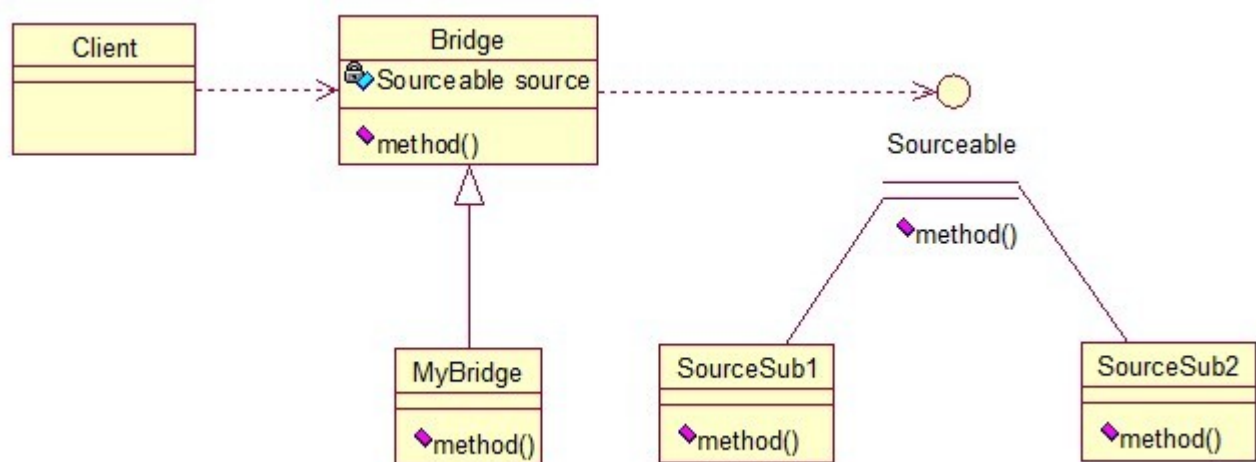 Client
Bridge
Sourceable source
method()
Sourceable
method()
MyBridge
method()
SourceSub1
method()
SourceSub2
method()